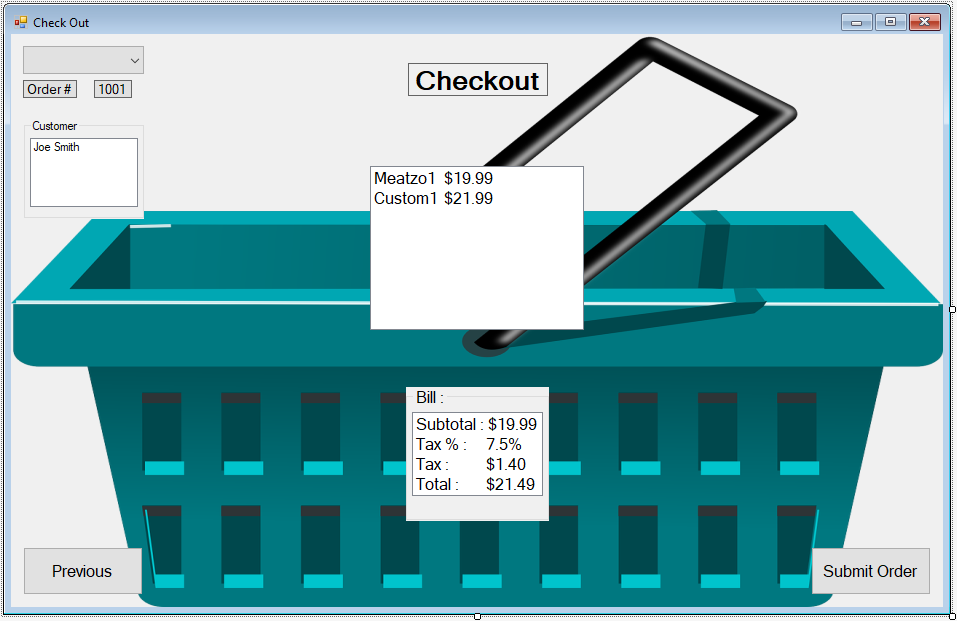 Check Out
Order # 1001
Checkout
Customer
Joe Smith
Meatzo1 $19.99
Custom1 $21.99
Bill :
Subtotal : $19.99
Tax % : 7.5%
Tax : $1.40
Total : $21.49
Previous
Submit Order